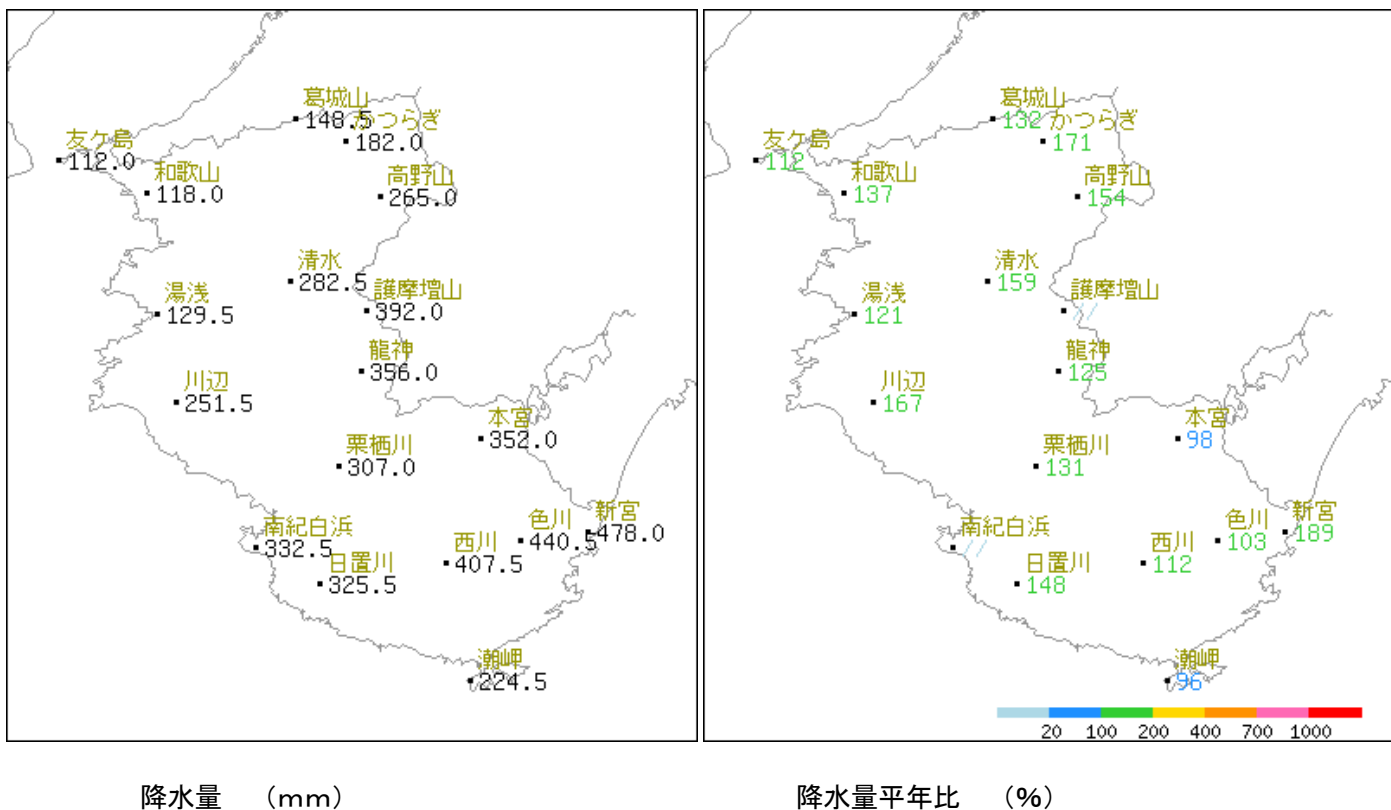 葛城山
148.5
かつらぎ
182.0
友ケ島
112.0
和歌山
118.0
高野山
265.0
清水
282.5
護摩壇山
392.0
湯浅
129.5
龍神
356.0
川辺
251.5
本宮
352.0
栗栖川
307.0
新宮
478.0
色川
440.5
南紀白浜
332.5
西川
407.5
日置川
325.5
潮岬
224.5
降水量 (mm)
葛城山
132
かつらぎ
171
友ケ島
112
和歌山
137
高野山
154
清水
159
護摩壇山
//
湯浅
121
龍神
125
川辺
167
本宮
98
栗栖川
131
新宮
189
色川
103
南紀白浜
//
西川
112
日置川
148
潮岬
96
20 100 200 400 700 1000
降水量平年比 (%)